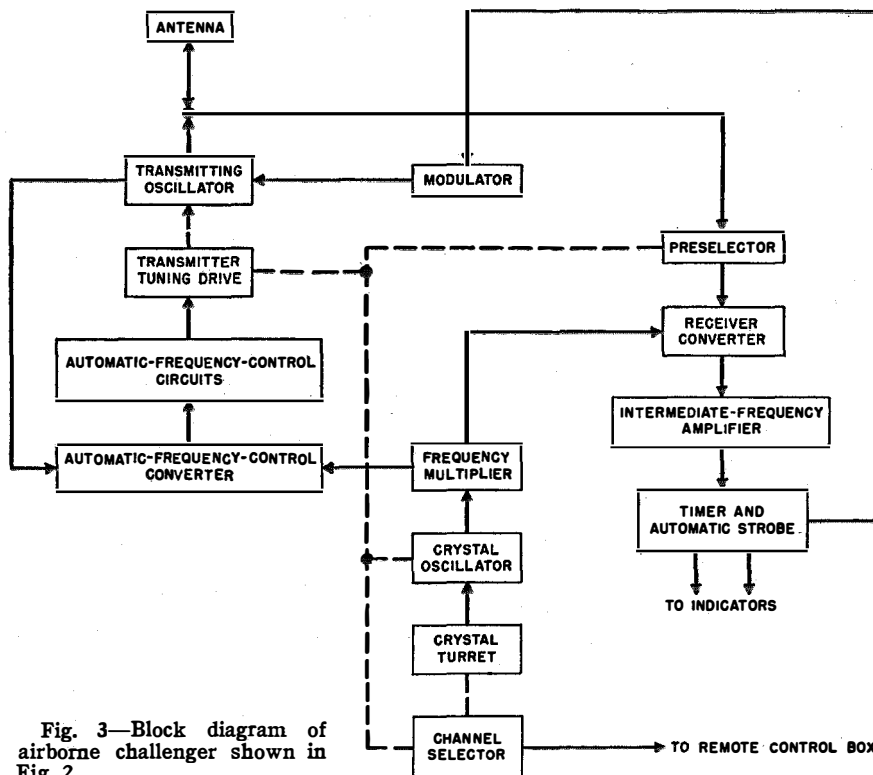 ANTENNA
TRANSMITTING
OSCILLATOR
MODULATOR
TRANSMITTER
TUNING DRIVE
PRESELECTOR
RECEIVER
CONVERTER
AUTOMATIC-FREQUENCY-CONTROL
CIRCUITS
INTERMEDIATE-FREQUENCY
AMPLIFIER
AUTOMATIC-FREQUENCY-CONTROL
CONVERTER
FREQUENCY
MULTIPLIER
TIMER AND
AUTOMATIC STROBE
CRYSTAL
OSCILLATOR
TO INDICATORS
CRYSTAL
TURRET
CHANNEL
SELECTOR
TO REMOTE CONTROL BOX
Fig. 3—Block diagram of
airborne challenger shown in
Fig. 2